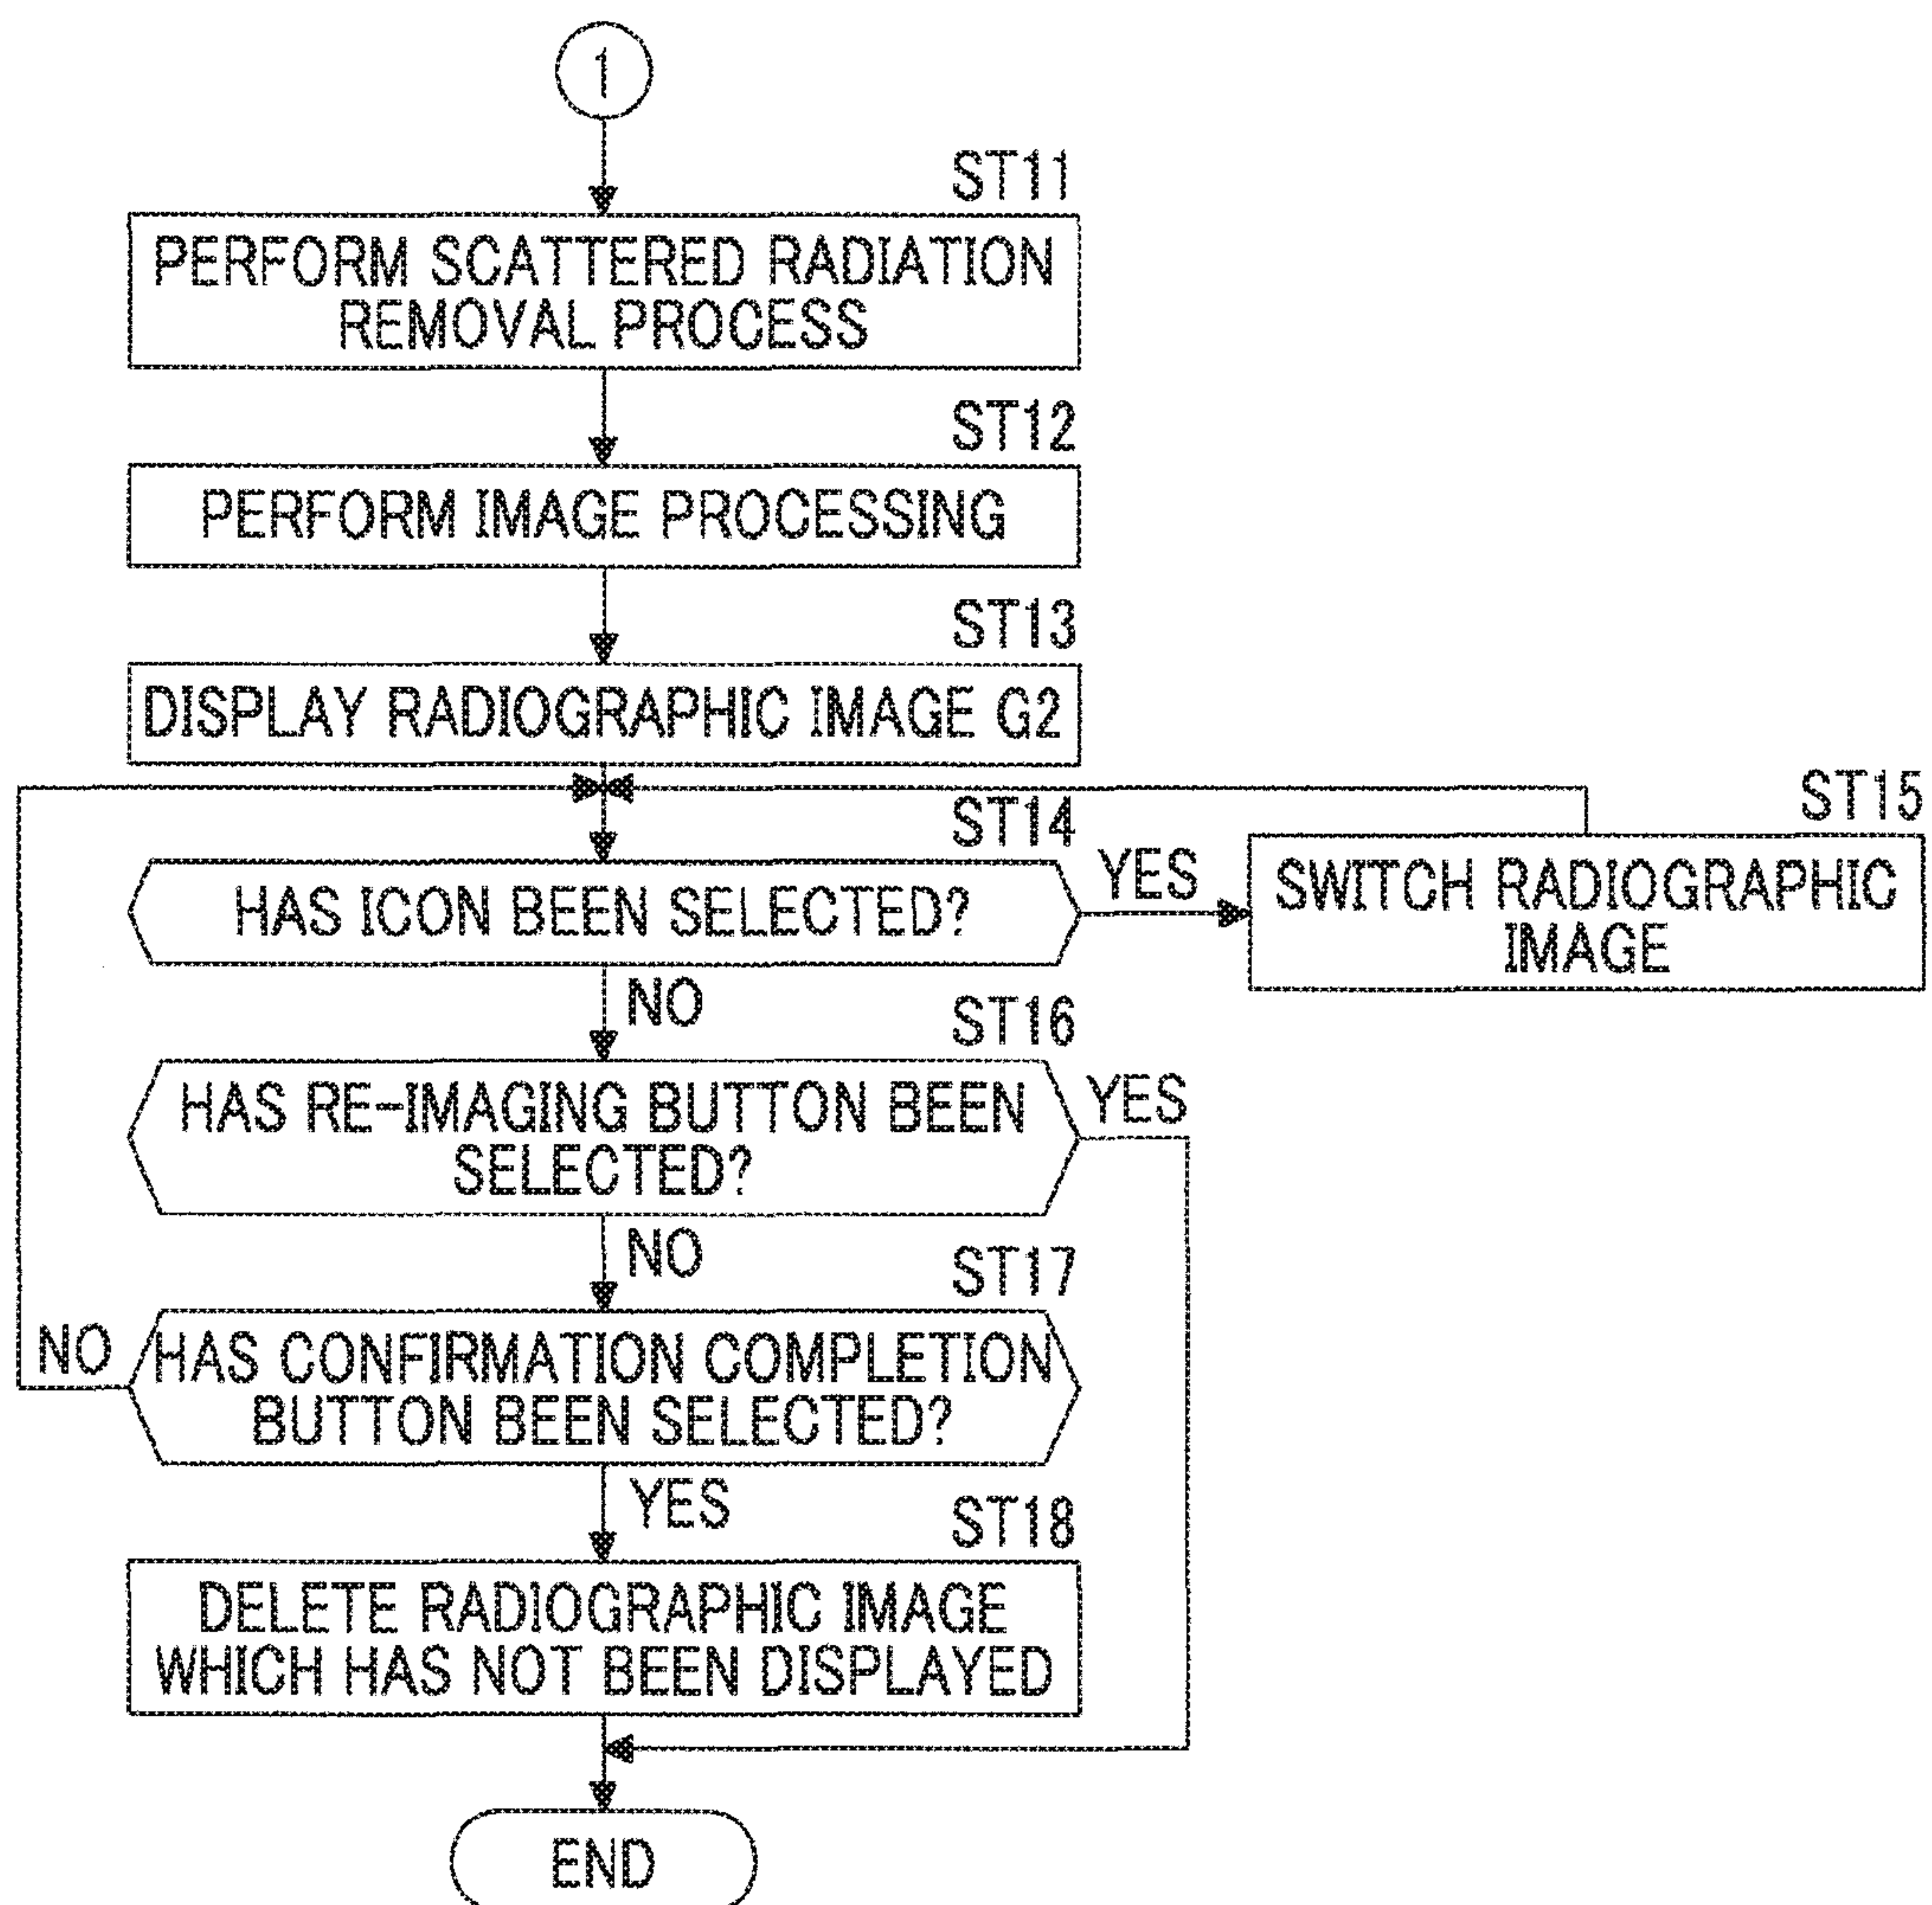 1
ST11
PERFORM SCATTERED RADIATION
REMOVAL PROCESS
ST12
PERFORM IMAGE PROCESSING
ST13
DISPLAY RADIOGRAPHIC IMAGE G2
ST14
HAS ICON BEEN SELECTED?
YES
ST15
SWITCH RADIOGRAPHIC
IMAGE
NO
ST16
HAS RE-IMAGING BUTTON BEEN
SELECTED?
YES
NO
ST17
HAS CONFIRMATION COMPLETION
BUTTON BEEN SELECTED?
NO
YES
ST18
DELETE RADIOGRAPHIC IMAGE
WHICH HAS NOT BEEN DISPLAYED
END